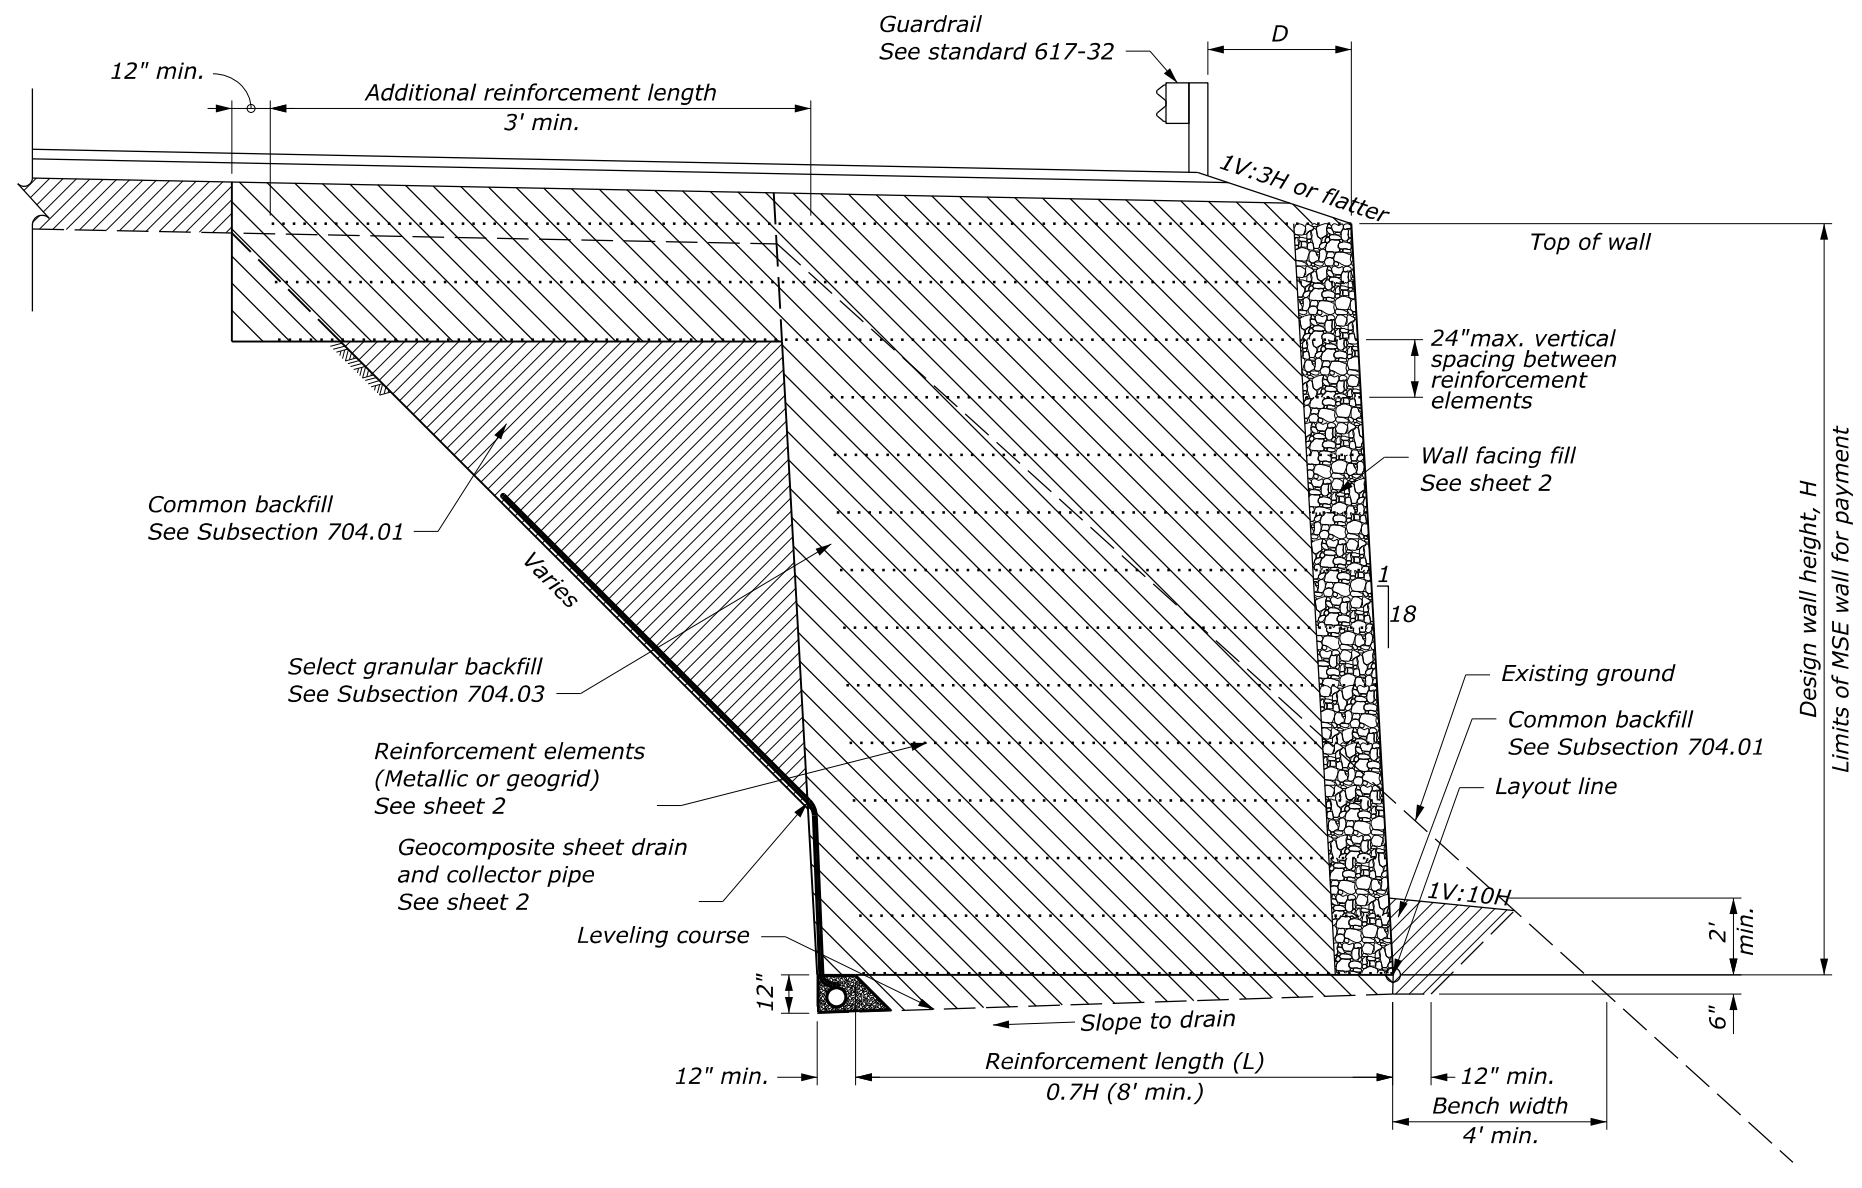 Guardrail
See standard 617-32
D
12" min.
Additional reinforcement length
3' min.
1V:3H or flatter
Top of wall
24"max. vertical
spacing between
reinforcement
elements
Wall facing fill
See sheet 2
Common backfill
See Subsection 704.01
Varies
1
18
Design wall height, H
Limits of MSE wall for payment
Select granular backfill
See Subsection 704.03
Existing ground
Common backfill
See Subsection 704.01
Layout line
Reinforcement elements
(Metallic or geogrid)
See sheet 2
Geocomposite sheet drain
and collector pipe
See sheet 2
1V:10H
2'
min.
Leveling course
12"
6"
Slope to drain
12" min.
Reinforcement length (L)
0.7H (8' min.)
12" min.
Bench width
4' min.